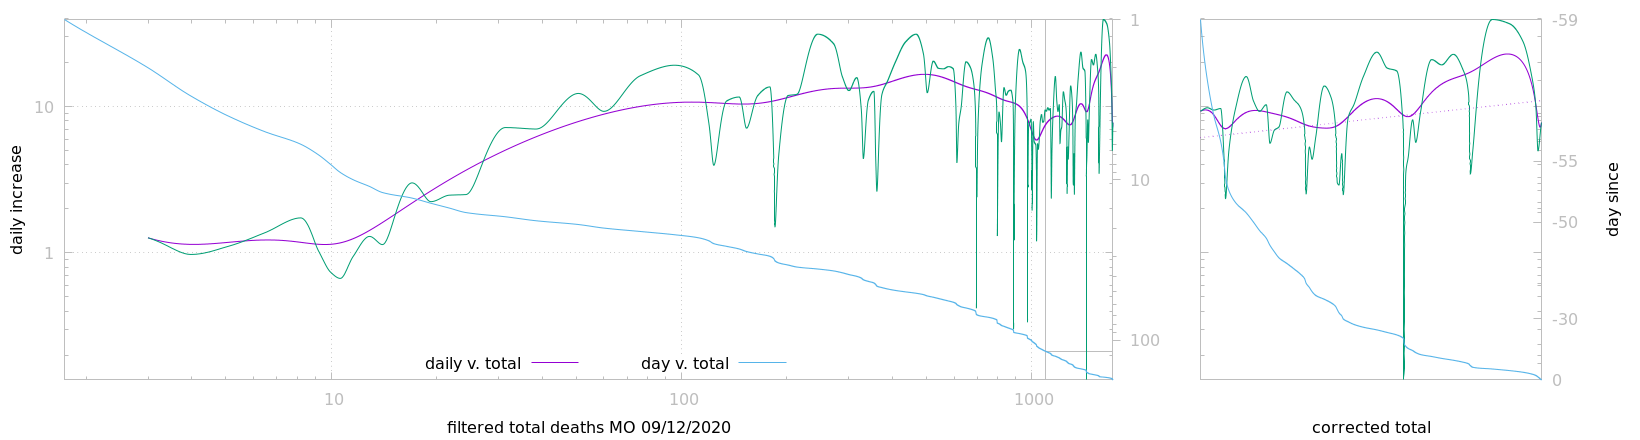 daily increase
10
1
daily v. total
day v. total
10
100
1000
filtered total deaths MO 09/12/2020
1
10
100
-59
-55
-50
-30
0
day since
corrected total